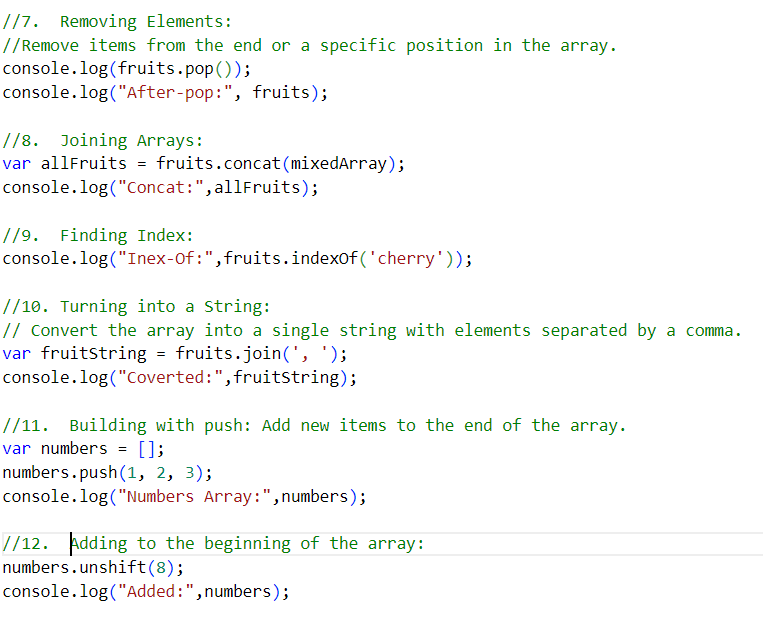 //7.  Removing Elements:
//Remove items from the end or a specific position in the array.
console.log(fruits.pop());
console.log("After-pop:", fruits);
//8.  Joining Arrays:
var allFruits = fruits.concat(mixedArray);
console.log("Concat:",allFruits);
//9.  Finding Index:
console.log("Inex-Of:",fruits.indexOf('cherry'));
//10. Turning into a String:
// Convert the array into a single string with elements separated by a comma.
var fruitString = fruits.join(', ');
console.log("Coverted:",fruitString);
//11.  Building with push: Add new items to the end of the array.
var numbers = [];
numbers.push(1, 2, 3);
console.log("Numbers Array:",numbers);
//12.  Adding to the beginning of the array:
numbers.unshift(8);
console.log("Added:",numbers);